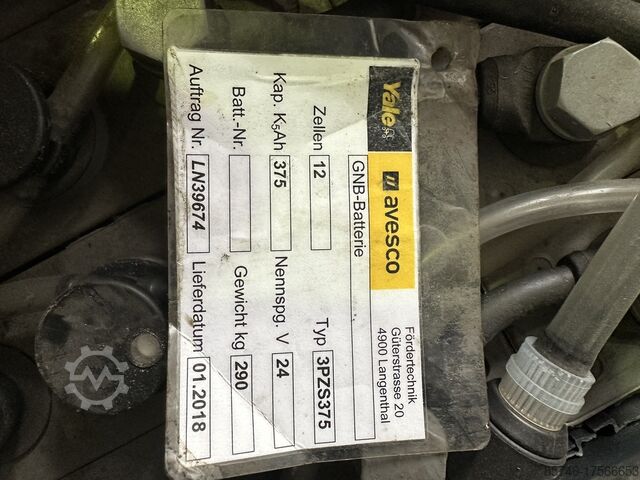 Yale
avesco
Fördertechnik
Güterstrasse 20
4900 Langenthal
GNB-Batterie
Zellen 12 Typ 3PZS375
Kap. K5Ah 375 Nennspg. V 24
Batt.-Nr. Gewicht kg 290
Auftrag Nr. LN39674 Lieferdatum 01.2018